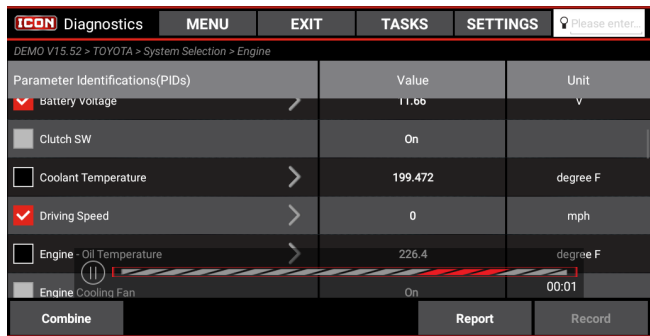 ICON Diagnostics MENU EXIT TASKS SETTINGS Please enter...
DEMO V15.52 > TOYOTA > System Selection > Engine
Parameter Identifications(PIDs) Value Unit
Battery Voltage 11.66 V
Clutch SW On
Coolant Temperature 199.472 degree F
Driving Speed 0 mph
Engine - Oil Temperature 226.4 degree F
00:01
Engine Cooling Fan On
Combine Report Record